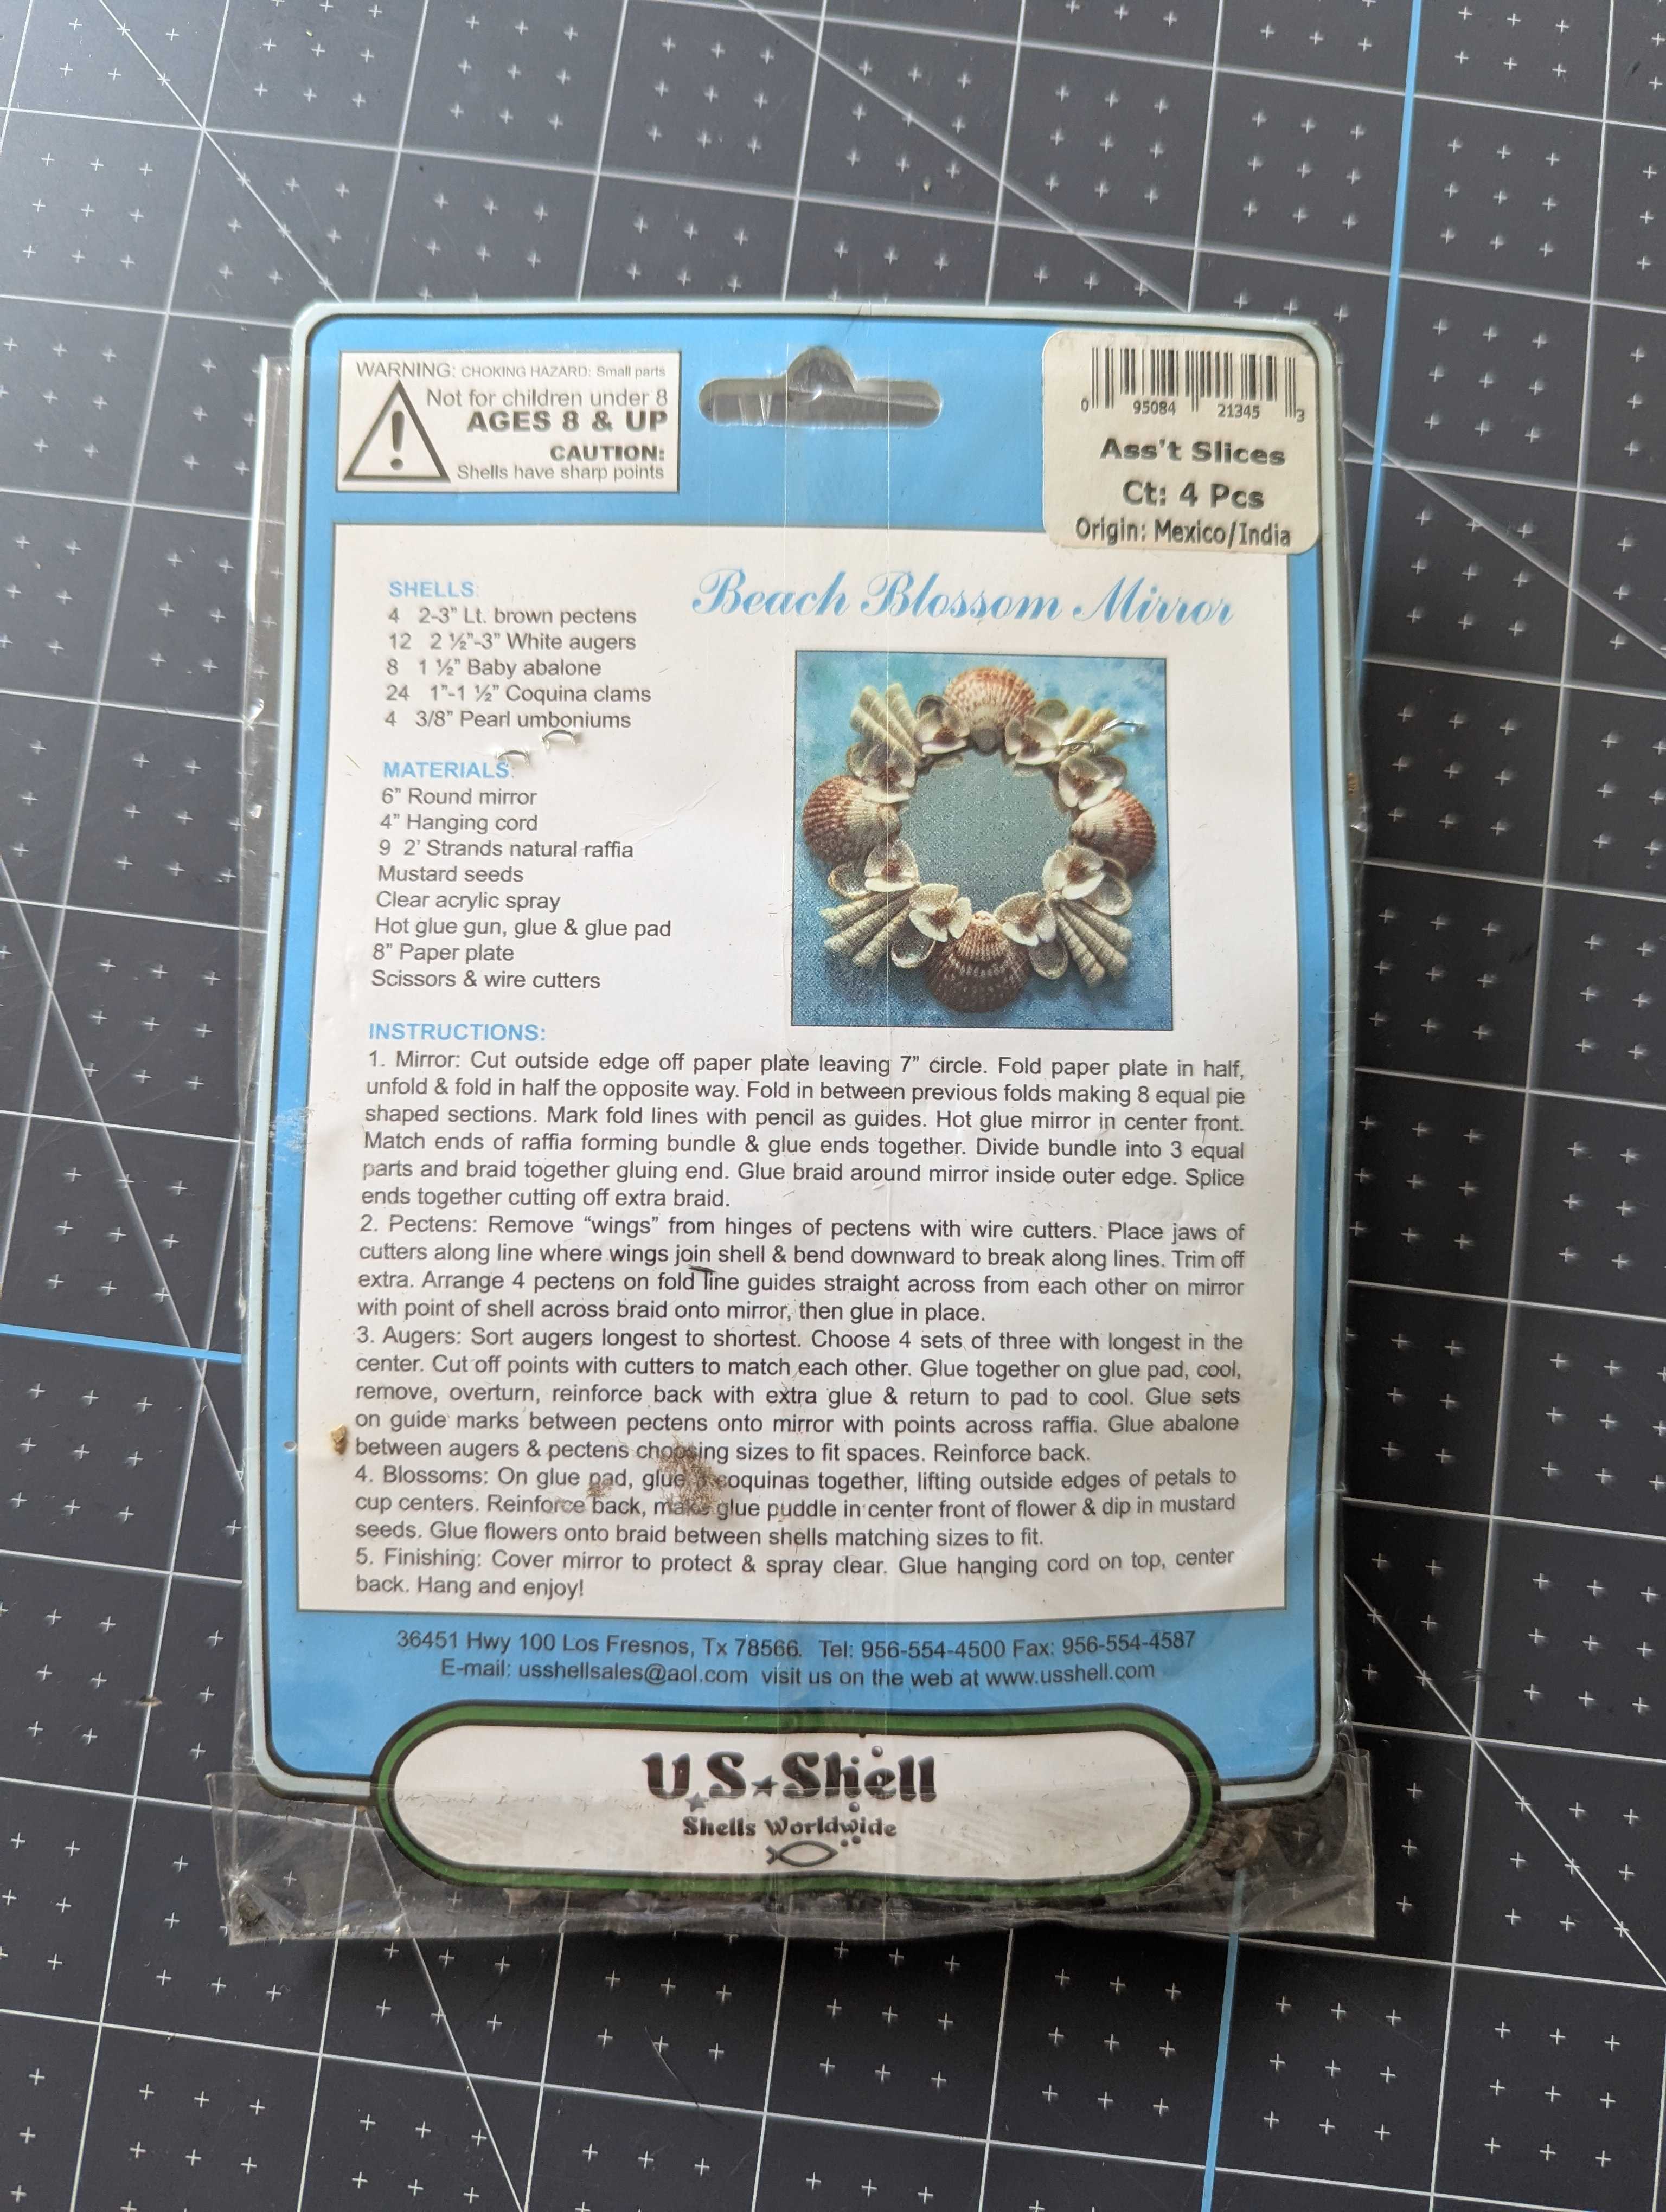 WARNING: CHOKING HAZARD: Small parts
Not for children under 8
AGES 8 & UP
CAUTION:
Shells have sharp points
0 95084 21345 3
Ass't Slices
Ct: 4 Pcs
Origin: Mexico/India
Beach Blossom Mirror
SHELLS:
4 2-3” Lt. brown pectens
12 2 ½”-3” White augers
8 1 ½” Baby abalone
24 1”-1 ½” Coquina clams
4 3/8” Pearl umboniums
MATERIALS:
6” Round mirror
4” Hanging cord
9 2' Strands natural raffia
Mustard seeds
Clear acrylic spray
Hot glue gun, glue & glue pad
8” Paper plate
Scissors & wire cutters
INSTRUCTIONS:
1. Mirror: Cut outside edge off paper plate leaving 7” circle. Fold paper plate in half,
unfold & fold in half the opposite way. Fold in between previous folds making 8 equal pie
shaped sections. Mark fold lines with pencil as guides. Hot glue mirror in center front.
Match ends of raffia forming bundle & glue ends together. Divide bundle into 3 equal
parts and braid together gluing end. Glue braid around mirror inside outer edge. Splice
ends together cutting off extra braid.
2. Pectens: Remove “wings” from hinges of pectens with wire cutters. Place jaws of
cutters along line where wings join shell & bend downward to break along lines. Trim off
extra. Arrange 4 pectens on fold line guides straight across from each other on mirror
with point of shell across braid onto mirror, then glue in place.
3. Augers: Sort augers longest to shortest. Choose 4 sets of three with longest in the
center. Cut off points with cutters to match each other. Glue together on glue pad, cool,
remove, overturn, reinforce back with extra glue & return to pad to cool. Glue sets
on guide marks between pectens onto mirror with points across raffia. Glue abalone
between augers & pectens choosing sizes to fit spaces. Reinforce back.
4. Blossoms: On glue pad, glue coquinas together, lifting outside edges of petals to
cup centers. Reinforce back, make glue puddle in center front of flower & dip in mustard
seeds. Glue flowers onto braid between shells matching sizes to fit.
5. Finishing: Cover mirror to protect & spray clear. Glue hanging cord on top, center
back. Hang and enjoy!
36451 Hwy 100 Los Fresnos, Tx 78566. Tel: 956-554-4500 Fax: 956-554-4587
E-mail: usshellsales@aol.com visit us on the web at www.usshell.com
U.S. Shell
Shells Worldwide